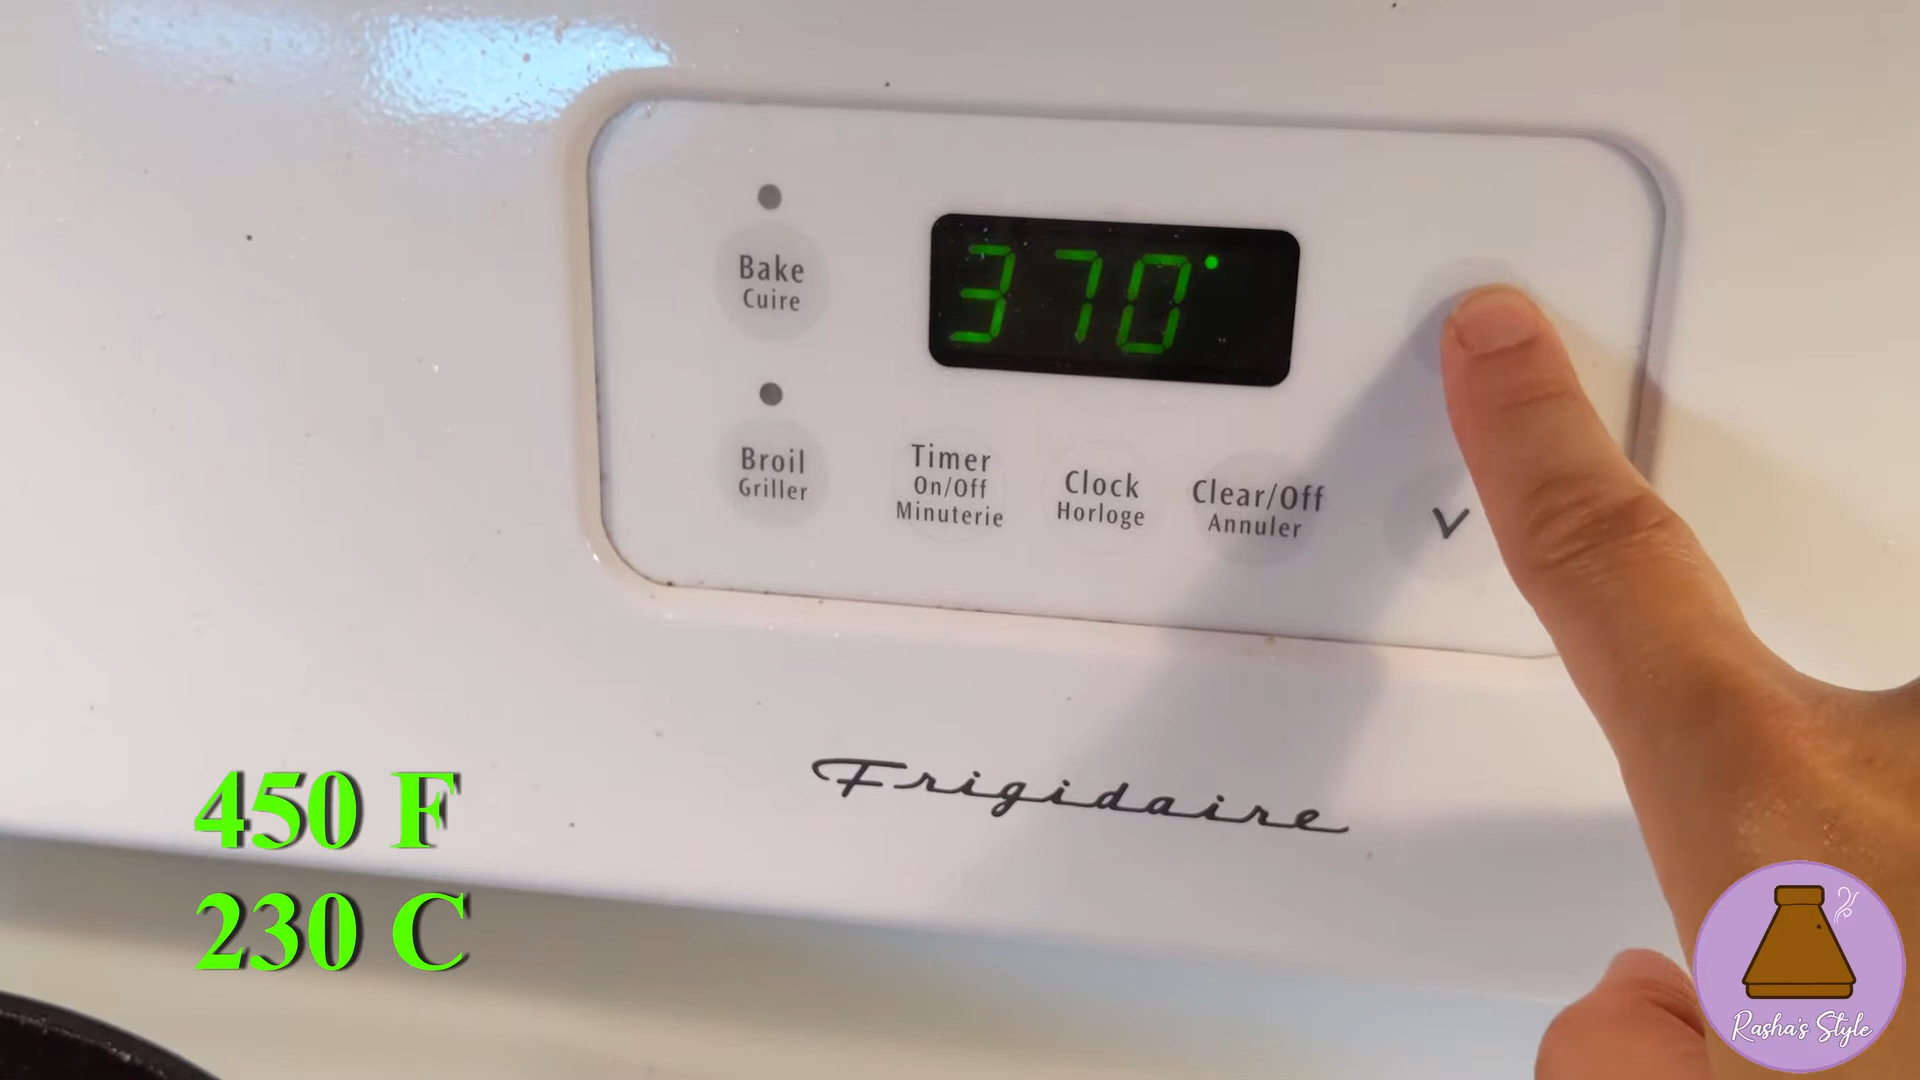 Bake
Cuire
370°
Broil
Griller
Timer
On/Off
Minuterie
Clock
Horloge
Clear/Off
Annuler
Frigidaire
450 F
230 C
Rasha's Style